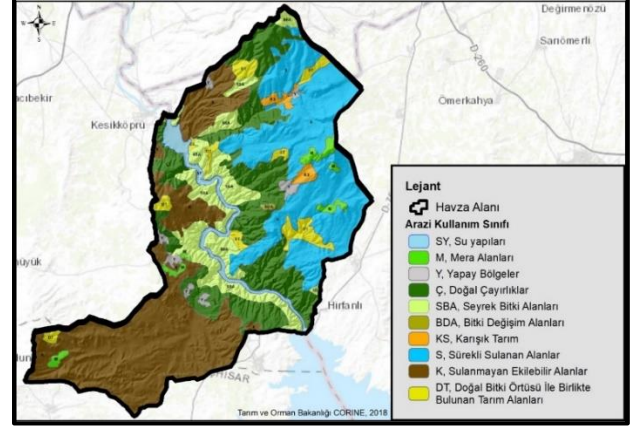 Değirmenözü
Sarıömerli
D-260
Ömerkahya
acıbekir
Kesikköprü
Hirfanlı
HİSAR
Lejant
Havza Alanı
Arazi Kullanım Sınıfı
SY, Su yapıları
M, Mera Alanları
Y, Yapay Bölgeler
Ç, Doğal Çayırlıklar
SBA, Seyrek Bitki Alanları
BDA, Bitki Değişim Alanları
KS, Karışık Tarım
S, Sürekli Sulanan Alanlar
K, Sulanmayan Ekilebilir Alanlar
DT, Doğal Bitki Örtüsü İle Birlikte
Bulunan Tarım Alanları
Tarım ve Orman Bakanlığı CORINE, 2018